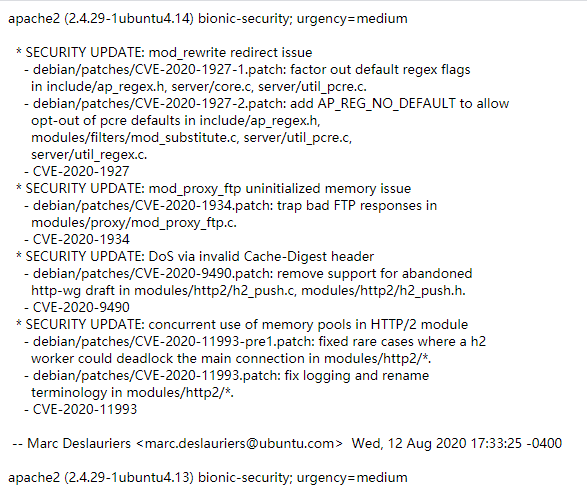 apache2 (2.4.29-1ubuntu4.14) bionic-security; urgency=medium
* SECURITY UPDATE: mod_rewrite redirect issue
- debian/patches/CVE-2020-1927-1.patch: factor out default regex flags
in include/ap_regex.h, server/core.c, server/util_pcre.c.
- debian/patches/CVE-2020-1927-2.patch: add AP_REG_NO_DEFAULT to allow
opt-out of pcre defaults in include/ap_regex.h,
modules/filters/mod_substitute.c, server/util_pcre.c,
server/util_regex.c.
- CVE-2020-1927
* SECURITY UPDATE: mod_proxy_ftp uninitialized memory issue
- debian/patches/CVE-2020-1934.patch: trap bad FTP responses in
modules/proxy/mod_proxy_ftp.c.
- CVE-2020-1934
* SECURITY UPDATE: DoS via invalid Cache-Digest header
- debian/patches/CVE-2020-9490.patch: remove support for abandoned
http-wg draft in modules/http2/h2_push.c, modules/http2/h2_push.h.
- CVE-2020-9490
* SECURITY UPDATE: concurrent use of memory pools in HTTP/2 module
- debian/patches/CVE-2020-11993-pre1.patch: fixed rare cases where a h2
worker could deadlock the main connection in modules/http2/*.
- debian/patches/CVE-2020-11993.patch: fix logging and rename
terminology in modules/http2/*.
- CVE-2020-11993
-- Marc Deslauriers <marc.deslauriers@ubuntu.com>  Wed, 12 Aug 2020 17:33:25 -0400
apache2 (2.4.29-1ubuntu4.13) bionic-security; urgency=medium